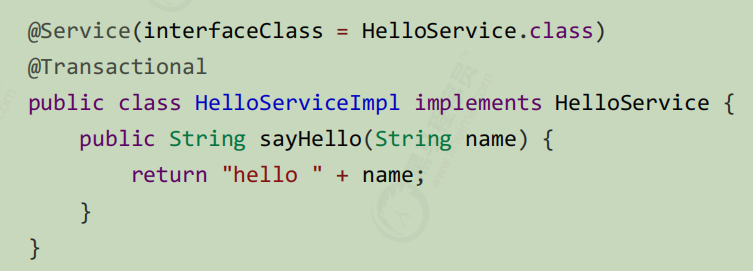 @Service(interfaceClass = HelloService.class)
@Transactional
public class HelloServiceImpl implements HelloService {
    public String sayHello(String name) {
        return "hello " + name;
    }
}